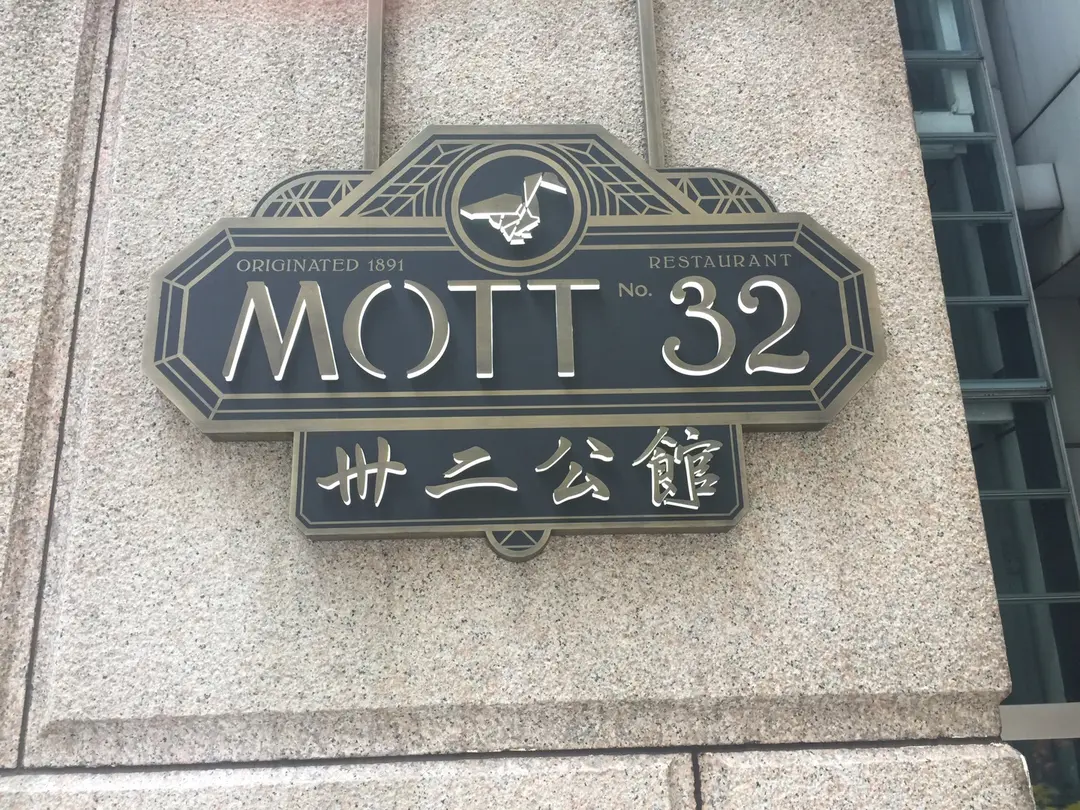 ORIGINATED 1891 RESTAURANT
MOTT No. 32
卅二公館